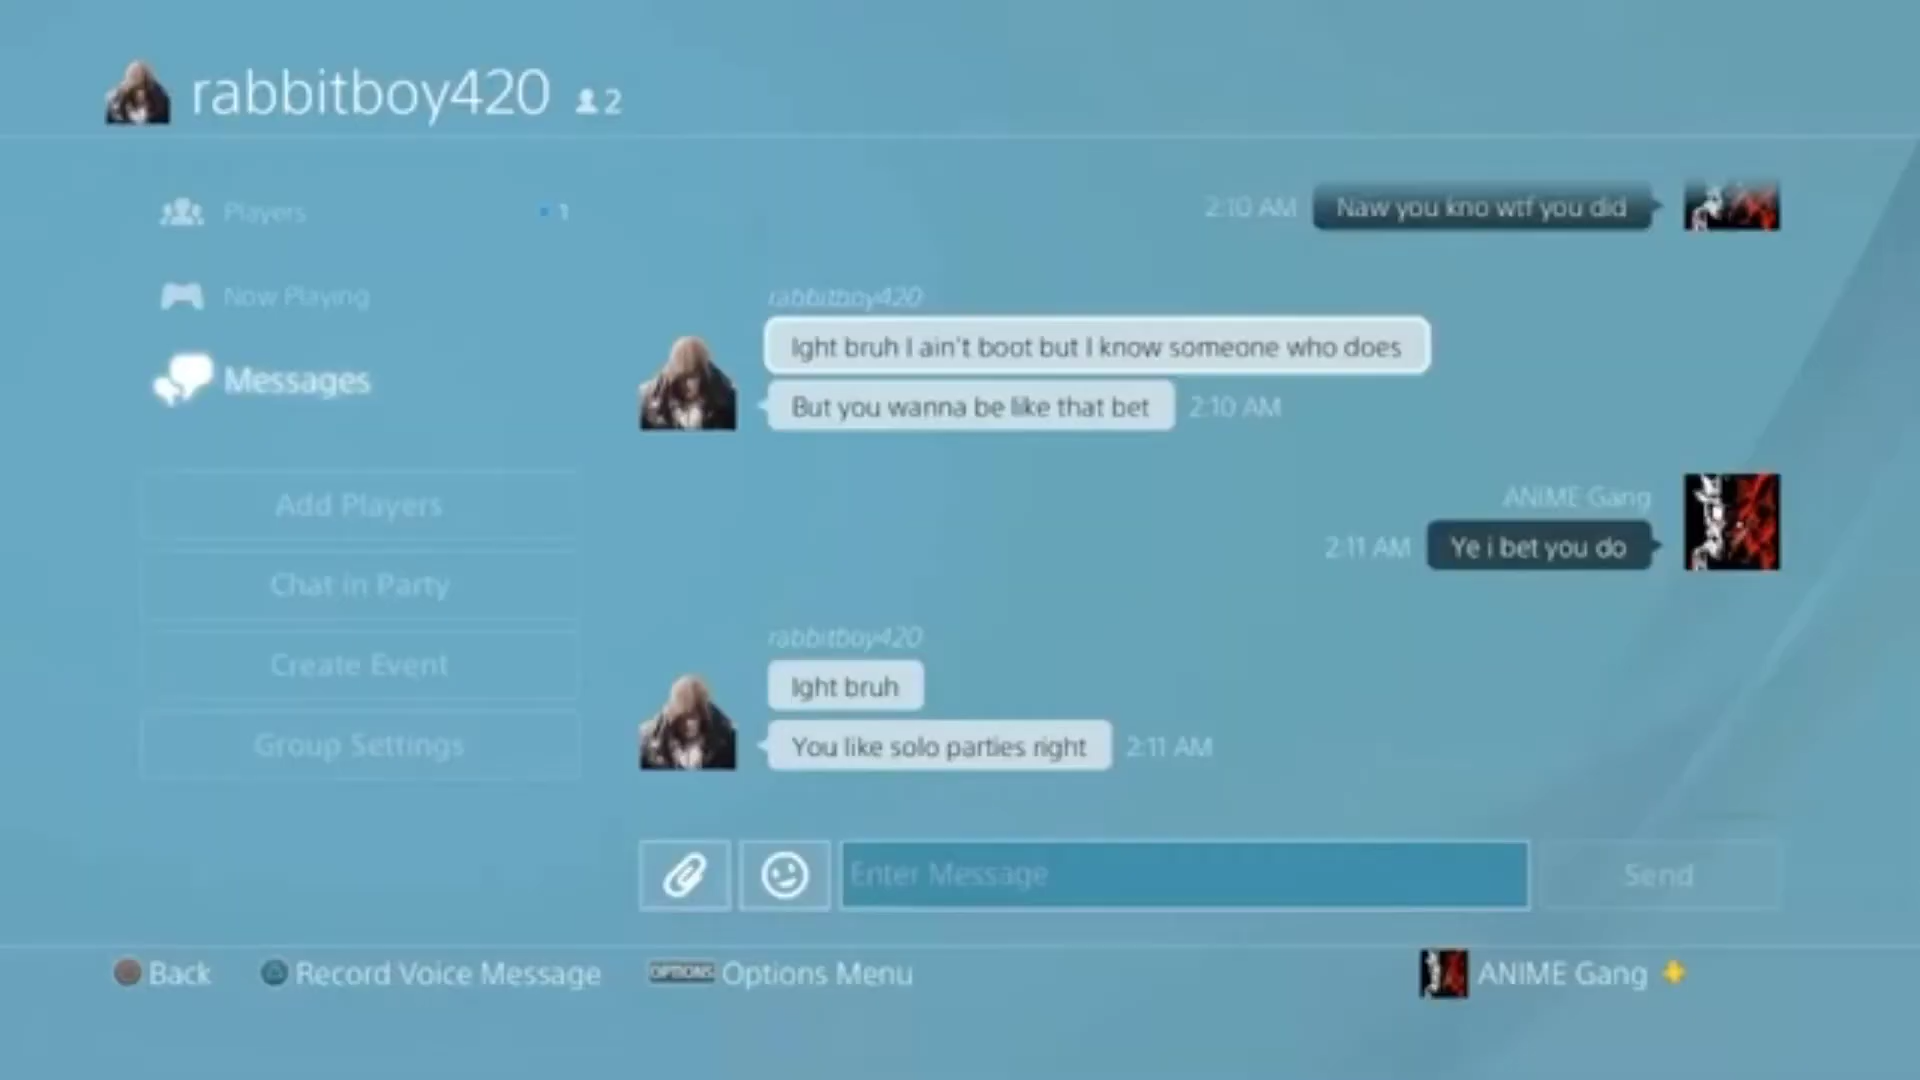 rabbitboy420 2
Players 1
Now Playing
Messages
Add Players
Chat in Party
Create Event
Group Settings
2:10 AM Naw you kno wtf you did
rabbitboy420
Ight bruh I ain't boot but I know someone who does
But you wanna be like that bet 2:10 AM
ANIME Gang
2:11 AM Ye i bet you do
rabbitboy420
Ight bruh
You like solo parties right 2:11 AM
Enter Message
Send
Back Record Voice Message OPTIONS Options Menu ANIME Gang